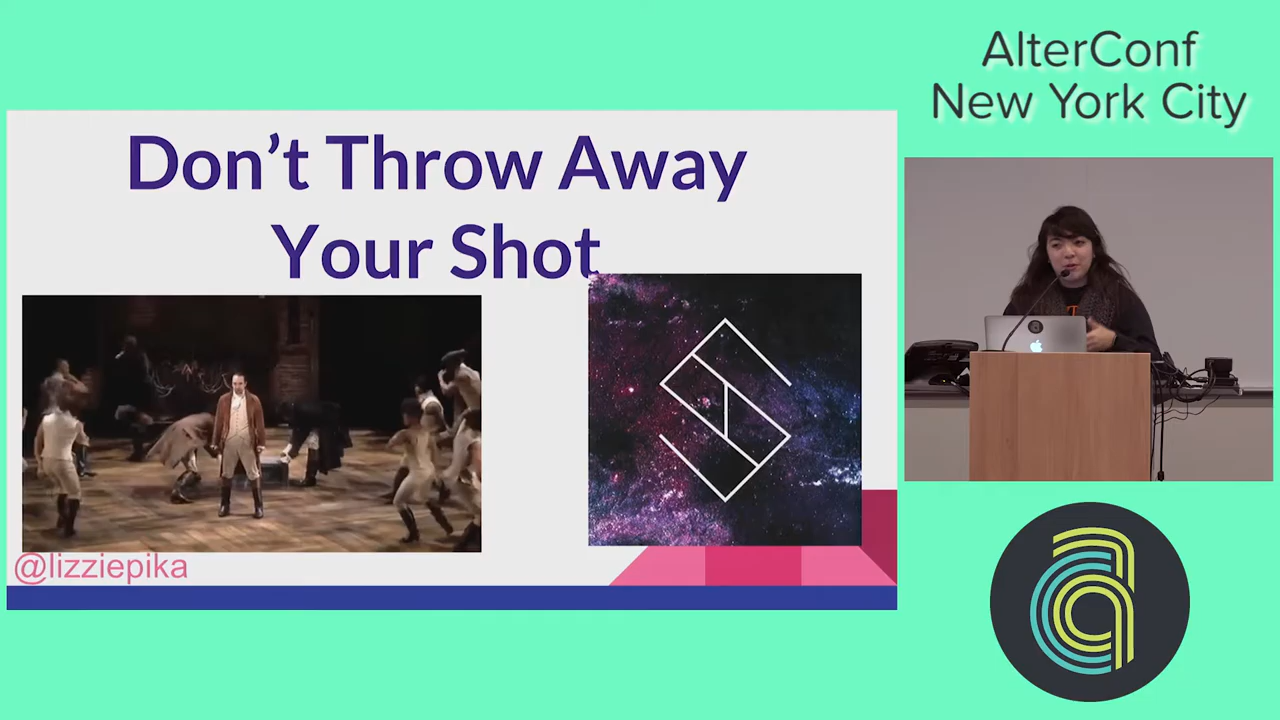 AlterConf
New York City
Don't Throw Away
Your Shot
@lizziepika